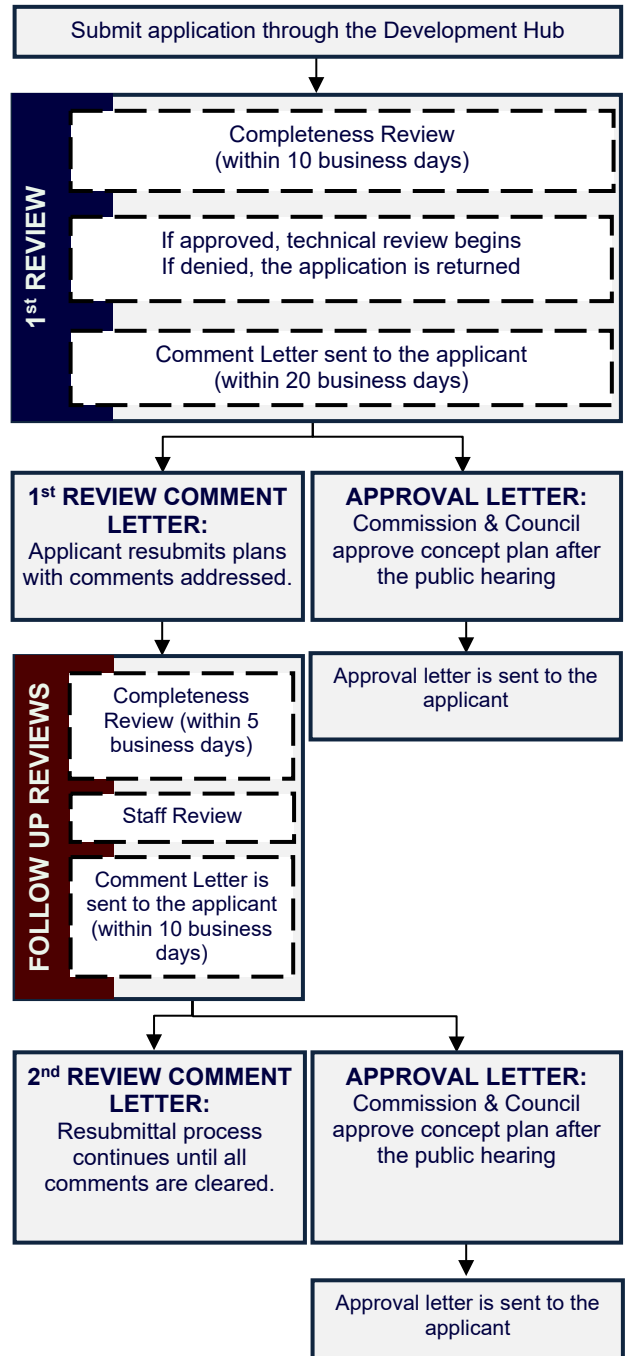 Submit application through the Development Hub
1st REVIEW
Completeness Review
(within 10 business days)
If approved, technical review begins
If denied, the application is returned
Comment Letter sent to the applicant
(within 20 business days)
1st REVIEW COMMENT
LETTER:
Applicant resubmits plans
with comments addressed.
APPROVAL LETTER:
Commission & Council
approve concept plan after
the public hearing
Approval letter is sent to the
applicant
FOLLOW UP REVIEWS
Completeness
Review (within 5
business days)
Staff Review
Comment Letter is
sent to the applicant
(within 10 business
days)
2nd REVIEW COMMENT
LETTER:
Resubmittal process
continues until all
comments are cleared.
APPROVAL LETTER:
Commission & Council
approve concept plan after
the public hearing
Approval letter is sent to the
applicant